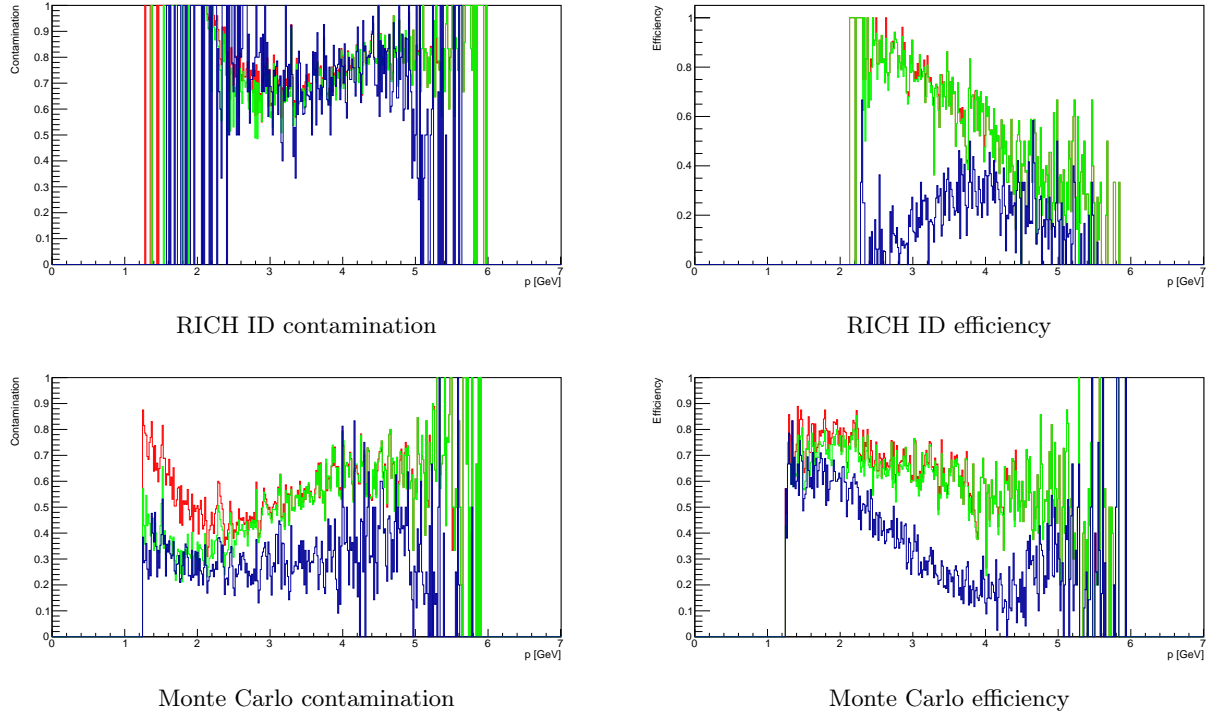 Contamination
1
0.9
0.8
0.7
0.6
0.5
0.4
0.3
0.2
0.1
0
0 1 2 3 4 5 6 7
p [GeV]
RICH ID contamination
Efficiency
1
0.8
0.6
0.4
0.2
0
0 1 2 3 4 5 6 7
p [GeV]
RICH ID efficiency
Contamination
1
0.9
0.8
0.7
0.6
0.5
0.4
0.3
0.2
0.1
0
0 1 2 3 4 5 6 7
p [GeV]
Monte Carlo contamination
Efficiency
1
0.9
0.8
0.7
0.6
0.5
0.4
0.3
0.2
0.1
0
0 1 2 3 4 5 6 7
p [GeV]
Monte Carlo efficiency